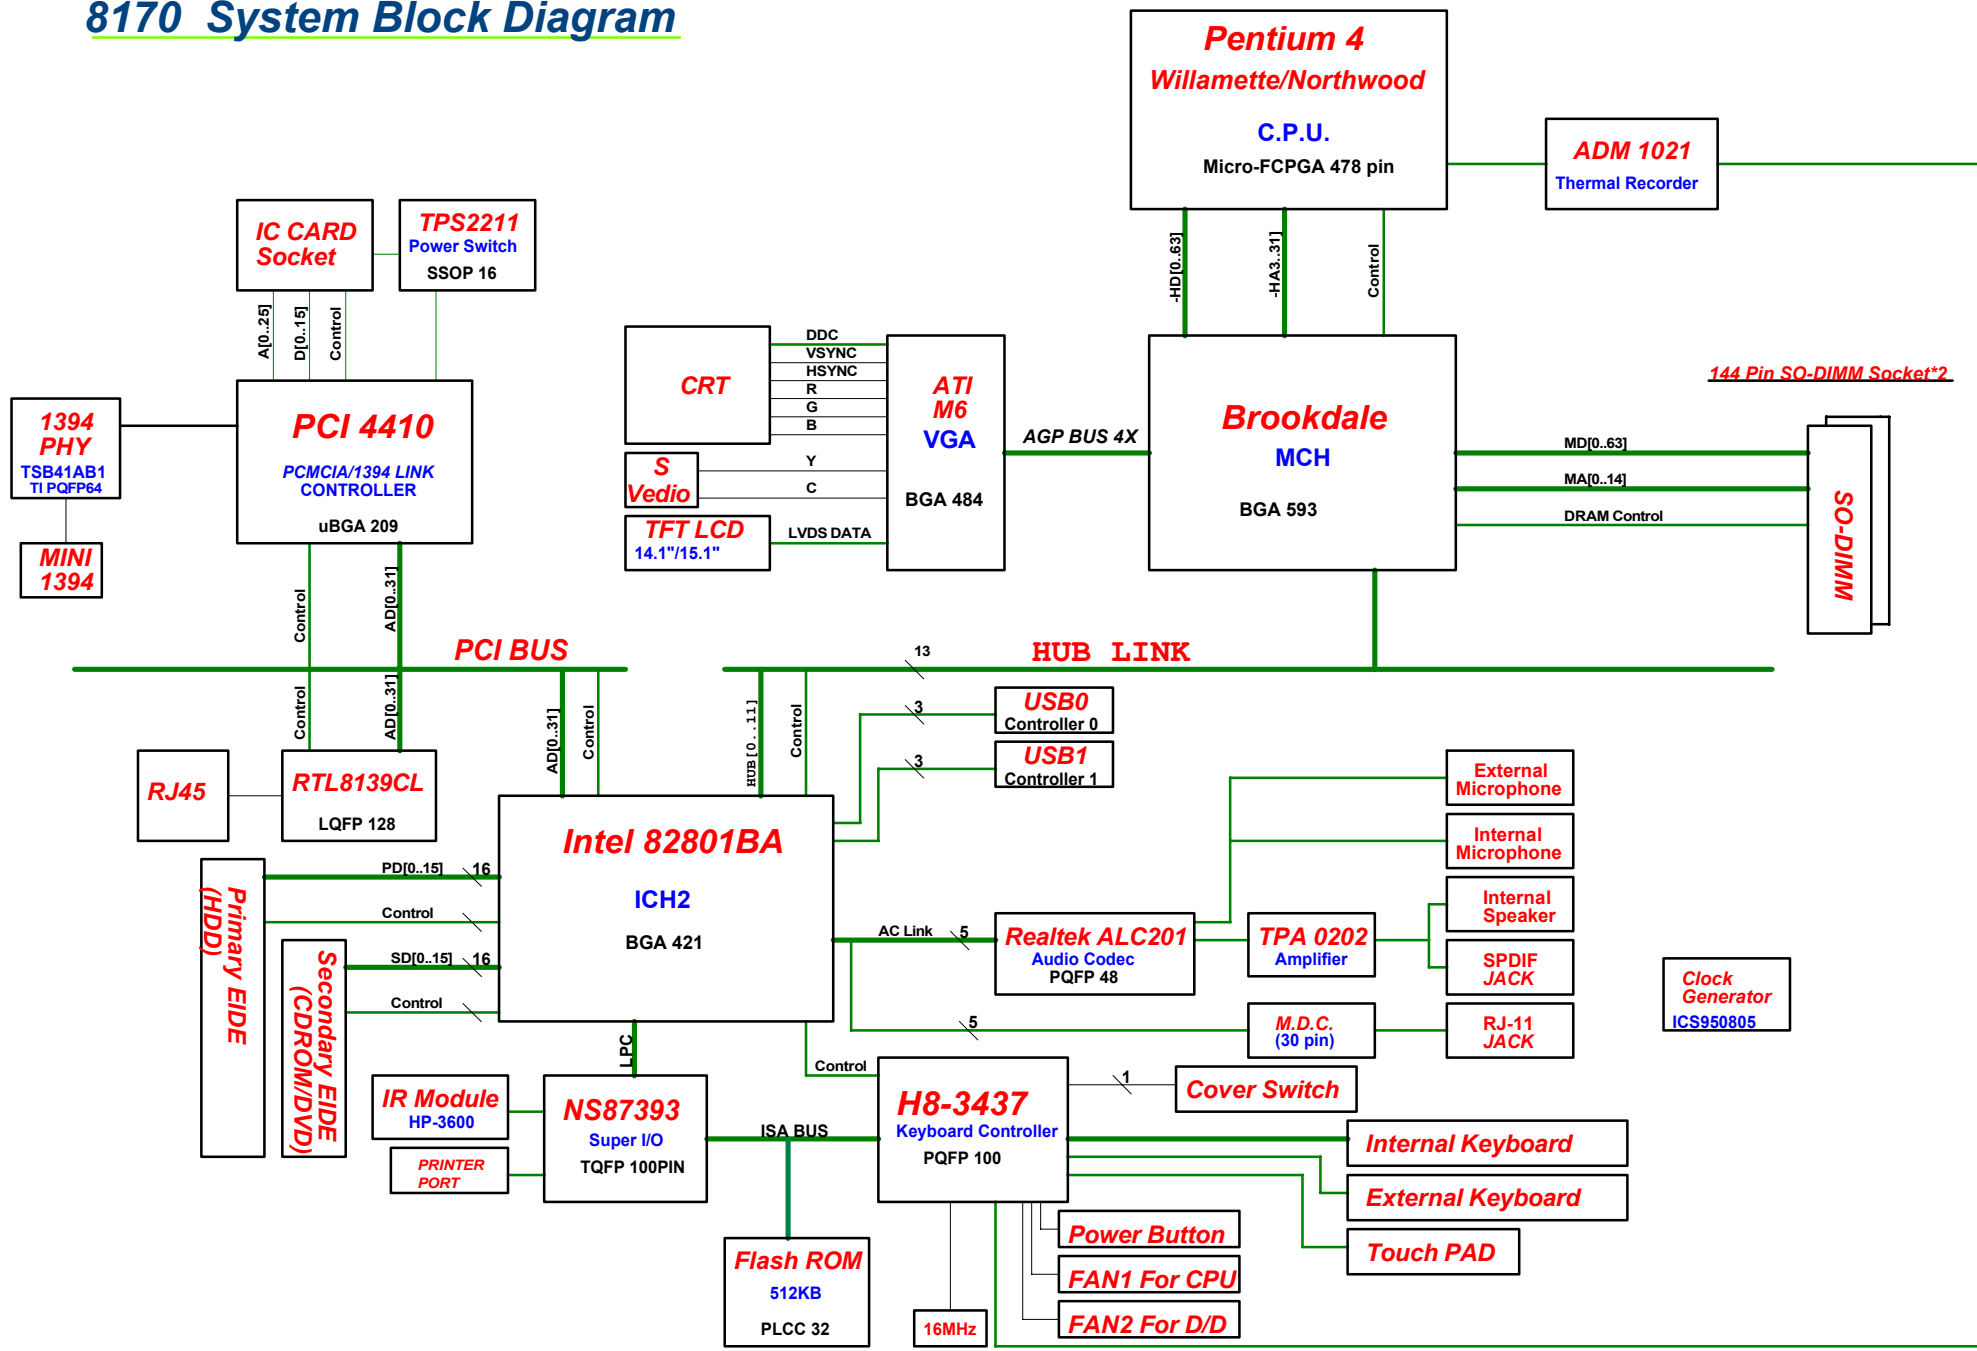 8170 System Block Diagram
Pentium 4
Willamette/Northwood
C.P.U.
Micro-FCPGA 478 pin
ADM 1021
Thermal Recorder
IC CARD
Socket
TPS2211
Power Switch
SSOP 16
-HD[0..63]
-HA3..31]
Control
A[0..25]
D[0..15]
Control
CRT
DDC
VSYNC
HSYNC
R
G
B
S
Vedio
Y
C
TFT LCD
14.1"/15.1"
LVDS DATA
ATI
M6
VGA
BGA 484
AGP BUS 4X
Brookdale
MCH
BGA 593
144 Pin SO-DIMM Socket*2
MD[0..63]
MA[0..14]
DRAM Control
SO-DIMM
1394
PHY
TSB41AB1
TI PQFP64
MINI
1394
PCI 4410
PCMCIA/1394 LINK
CONTROLLER
uBGA 209
Control
AD[0..31]
PCI BUS
HUB LINK
13
Control
AD[0..31]
AD[0..31]
Control
HUB[0..11]
Control
3
USB0
Controller 0
3
USB1
Controller 1
RJ45
RTL8139CL
LQFP 128
Intel 82801BA
ICH2
BGA 421
External
Microphone
Internal
Microphone
Internal
Speaker
SPDIF
JACK
RJ-11
JACK
Primary EIDE
(HDD)
PD[0..15]
16
Control
Secondary EIDE
(CDROM/DVD)
SD[0..15]
16
Control
AC Link
5
Realtek ALC201
Audio Codec
PQFP 48
TPA 0202
Amplifier
5
M.D.C.
(30 pin)
Clock
Generator
ICS950805
LPC
Control
IR Module
HP-3600
PRINTER
PORT
NS87393
Super I/O
TQFP 100PIN
ISA BUS
H8-3437
Keyboard Controller
PQFP 100
1
Cover Switch
Internal Keyboard
External Keyboard
Touch PAD
Flash ROM
512KB
PLCC 32
16MHz
Power Button
FAN1 For CPU
FAN2 For D/D